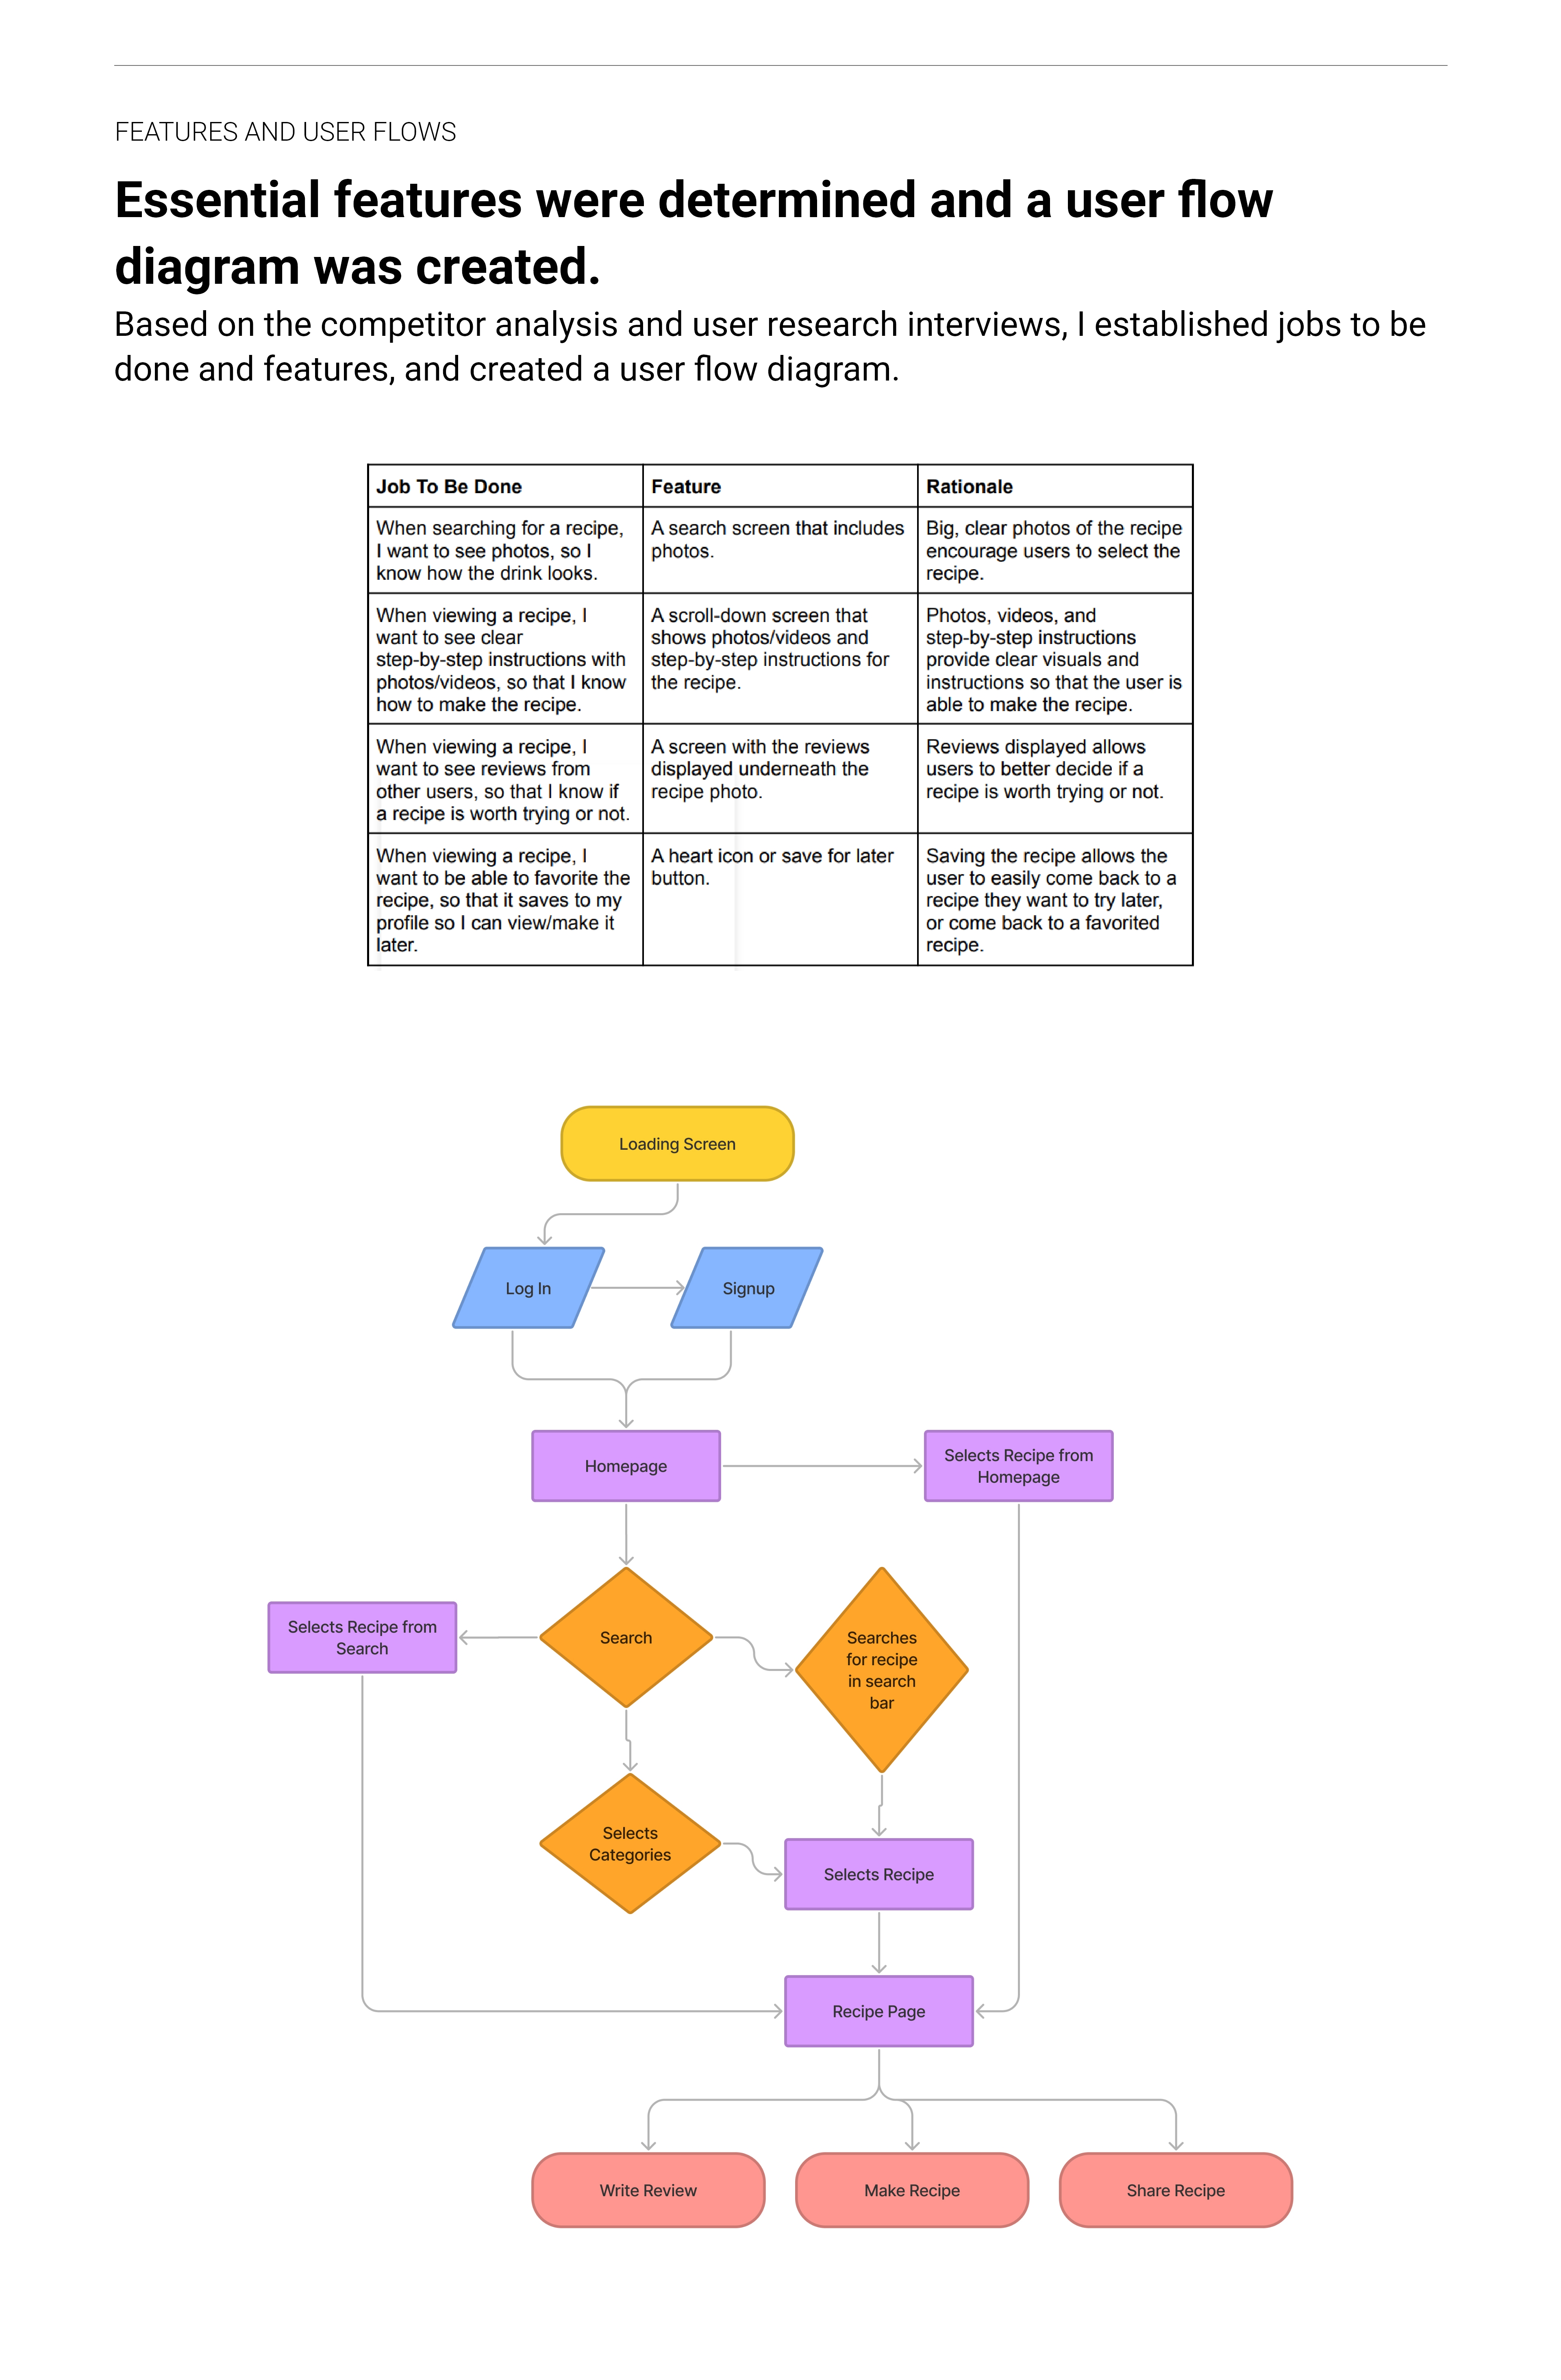 FEATURES AND USER FLOWS
Essential features were determined and a user flow
diagram was created.
Based on the competitor analysis and user research interviews, I established jobs to be
done and features, and created a user flow diagram.
Job To Be Done
Feature
Rationale
When searching for a recipe,
I want to see photos, so I
know how the drink looks.
A search screen that includes
photos.
Big, clear photos of the recipe
encourage users to select the
recipe.
When viewing a recipe, I
want to see clear
step-by-step instructions with
photos/videos, so that I know
how to make the recipe.
A scroll-down screen that
shows photos/videos and
step-by-step instructions for
the recipe.
Photos, videos, and
step-by-step instructions
provide clear visuals and
instructions so that the user is
able to make the recipe.
When viewing a recipe, I
want to see reviews from
other users, so that I know if
a recipe is worth trying or not.
A screen with the reviews
displayed underneath the
recipe photo.
Reviews displayed allows
users to better decide if a
recipe is worth trying or not.
When viewing a recipe, I
want to be able to favorite the
recipe, so that it saves to my
profile so I can view/make it
later.
A heart icon or save for later
button.
Saving the recipe allows the
user to easily come back to a
recipe they want to try later,
or come back to a favorited
recipe.
Loading Screen
Log In
Signup
Homepage
Selects Recipe from
Homepage
Selects Recipe from
Search
Search
Searches
for recipe
in search
bar
Selects
Categories
Selects Recipe
Recipe Page
Write Review
Make Recipe
Share Recipe